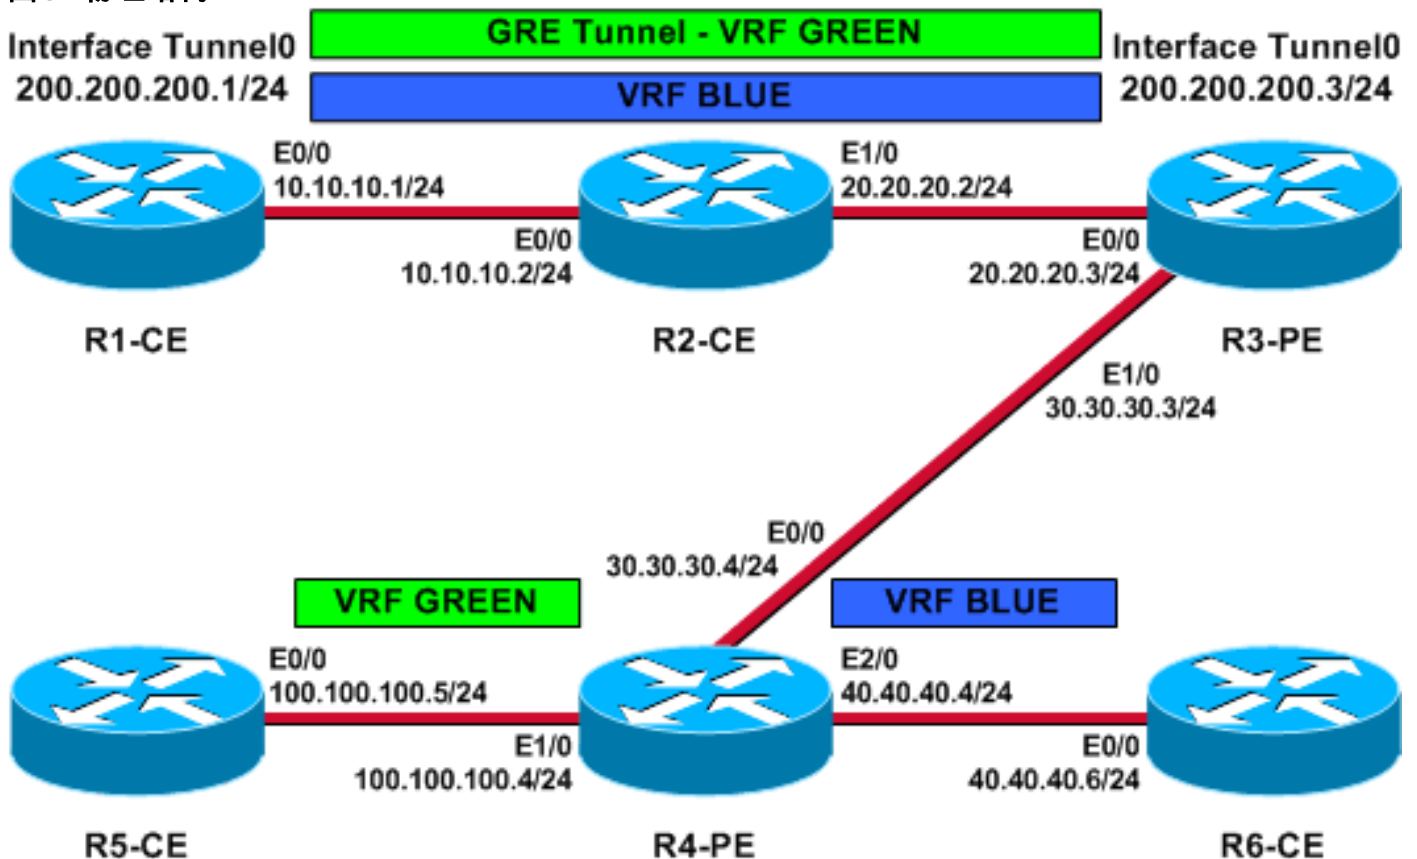 GRE Tunnel - VRF GREEN
Interface Tunnel0
200.200.200.1/24
VRF BLUE
Interface Tunnel0
200.200.200.3/24
E0/0
10.10.10.1/24
E1/0
20.20.20.2/24
E0/0
10.10.10.2/24
E0/0
20.20.20.3/24
R1-CE
R2-CE
R3-PE
E1/0
30.30.30.3/24
E0/0
30.30.30.4/24
VRF GREEN
VRF BLUE
E0/0
100.100.100.5/24
E2/0
40.40.40.4/24
E1/0
100.100.100.4/24
E0/0
40.40.40.6/24
R5-CE
R4-PE
R6-CE